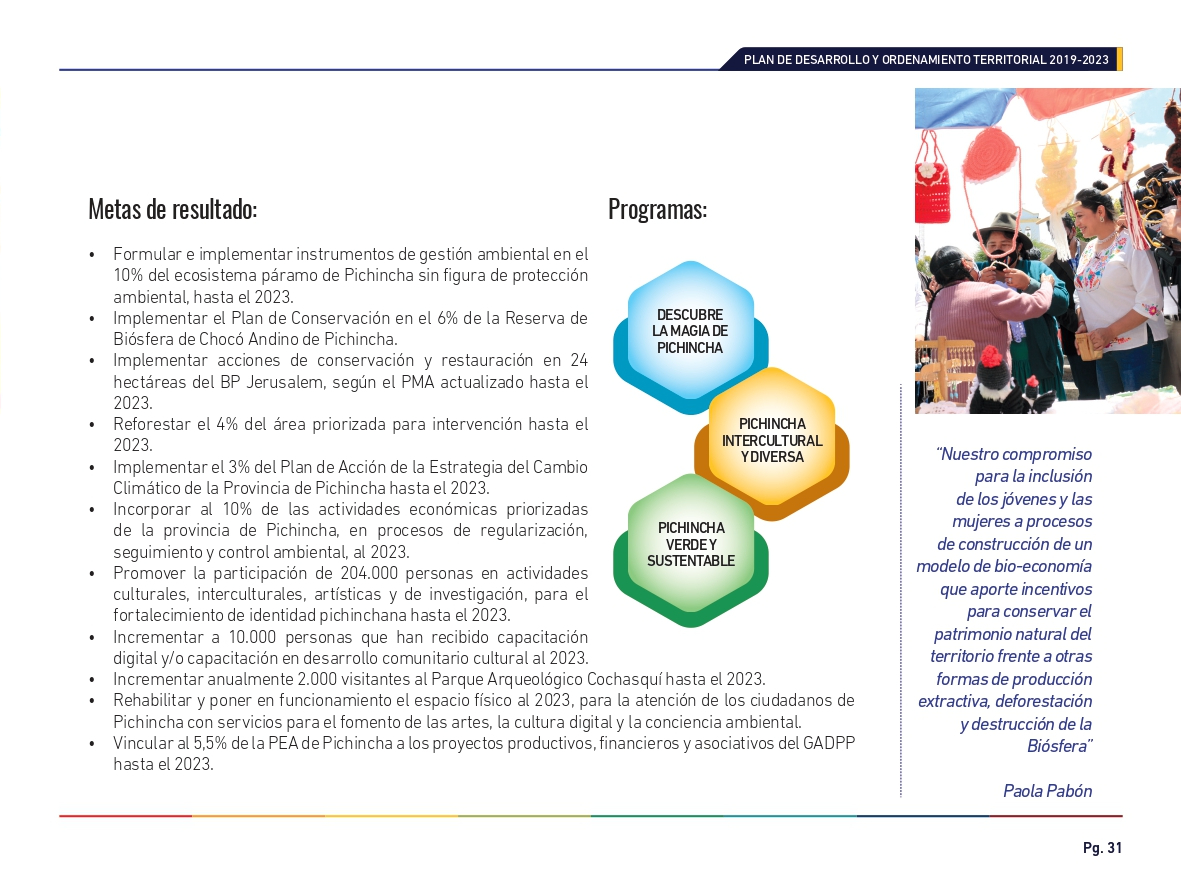 PLAN DE DESARROLLO Y ORDENAMIENTO TERRITORIAL 2019-2023
Metas de resultado:
• Formular e implementar instrumentos de gestión ambiental en el
10% del ecosistema páramo de Pichincha sin figura de protección
ambiental, hasta el 2023.
• Implementar el Plan de Conservación en el 6% de la Reserva de
Biósfera de Chocó Andino de Pichincha.
• Implementar acciones de conservación y restauración en 24
hectáreas del BP Jerusalem, según el PMA actualizado hasta el
2023.
• Reforestar el 4% del área priorizada para intervención hasta el
2023.
• Implementar el 3% del Plan de Acción de la Estrategia del Cambio
Climático de la Provincia de Pichincha hasta el 2023.
• Incorporar al 10% de las actividades económicas priorizadas
de la provincia de Pichincha, en procesos de regularización,
seguimiento y control ambiental, al 2023.
• Promover la participación de 204.000 personas en actividades
culturales, interculturales, artísticas y de investigación, para el
fortalecimiento de identidad pichinchana hasta el 2023.
• Incrementar a 10.000 personas que han recibido capacitación
digital y/o capacitación en desarrollo comunitario cultural al 2023.
• Incrementar anualmente 2.000 visitantes al Parque Arqueológico Cochasquí hasta el 2023.
• Rehabilitar y poner en funcionamiento el espacio físico al 2023, para la atención de los ciudadanos de
Pichincha con servicios para el fomento de las artes, la cultura digital y la conciencia ambiental.
• Vincular al 5,5% de la PEA de Pichincha a los proyectos productivos, financieros y asociativos del GADPP
hasta el 2023.
Programas:
DESCUBRE
LA MAGIA DE
PICHINCHA
PICHINCHA
INTERCULTURAL
Y DIVERSA
PICHINCHA
VERDE Y
SUSTENTABLE
“Nuestro compromiso
para la inclusión
de los jóvenes y las
mujeres a procesos
de construcción de un
modelo de bio-economía
que aporte incentivos
para conservar el
patrimonio natural del
territorio frente a otras
formas de producción
extractiva, deforestación
y destrucción de la
Biósfera”
Paola Pabón
Pg. 31